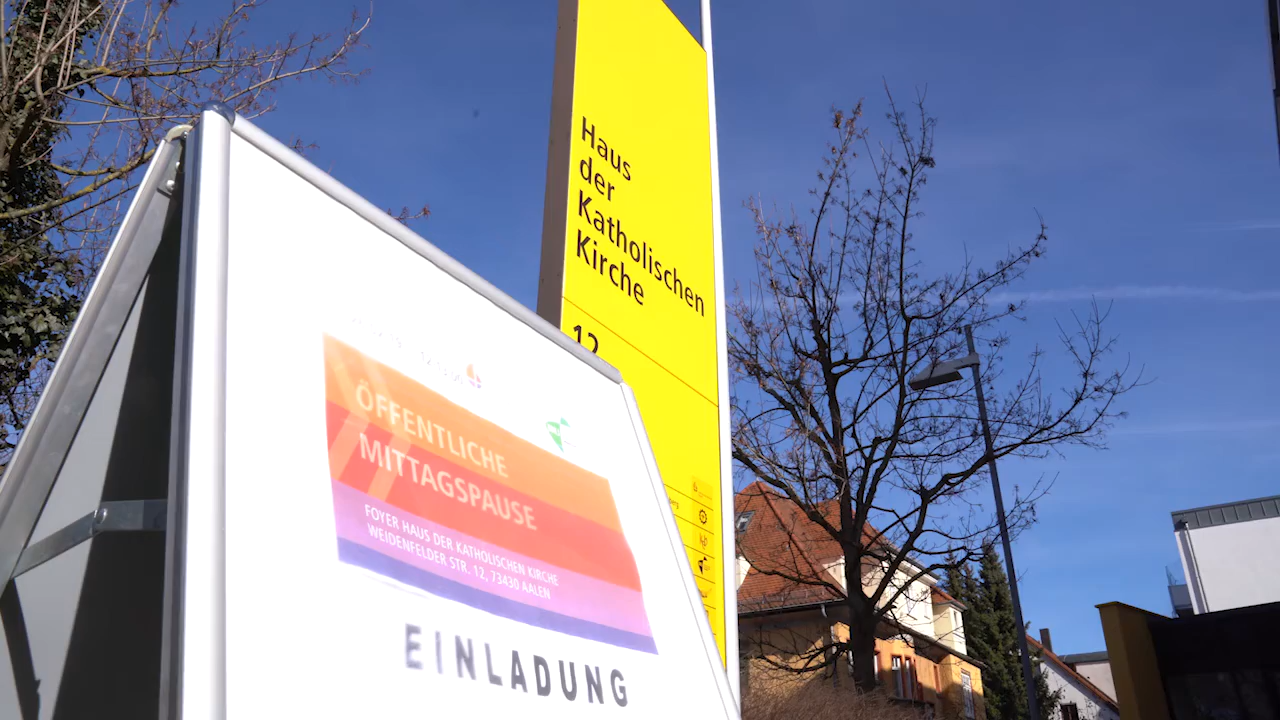 Haus
der
Katholischen
Kirche
12
ÖFFENTLICHE
MITTAGSPAUSE
FOYER HAUS DER KATHOLISCHEN KIRCHE
WEIDENFELDER STR. 12, 73430 AALEN
EINLADUNG